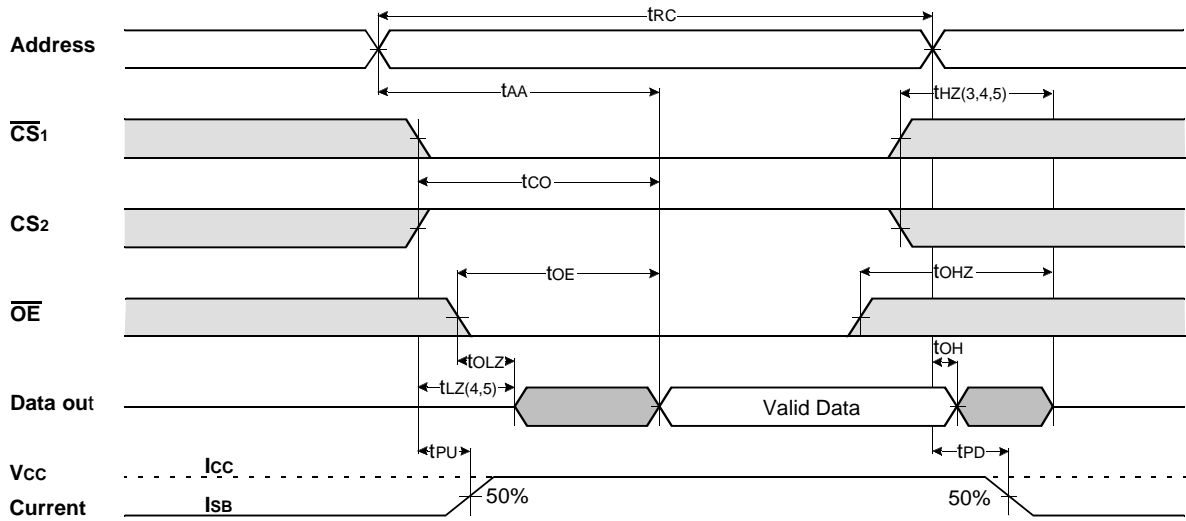 tRC
Address
tAA
tHZ(3,4,5)
CS1
tCO
CS2
tOE
tOHZ
OE
tOLZ
tOH
tLZ(4,5)
Data out
Valid Data
tPU
tPD
VCC
ICC
50%
50%
Current
ISB